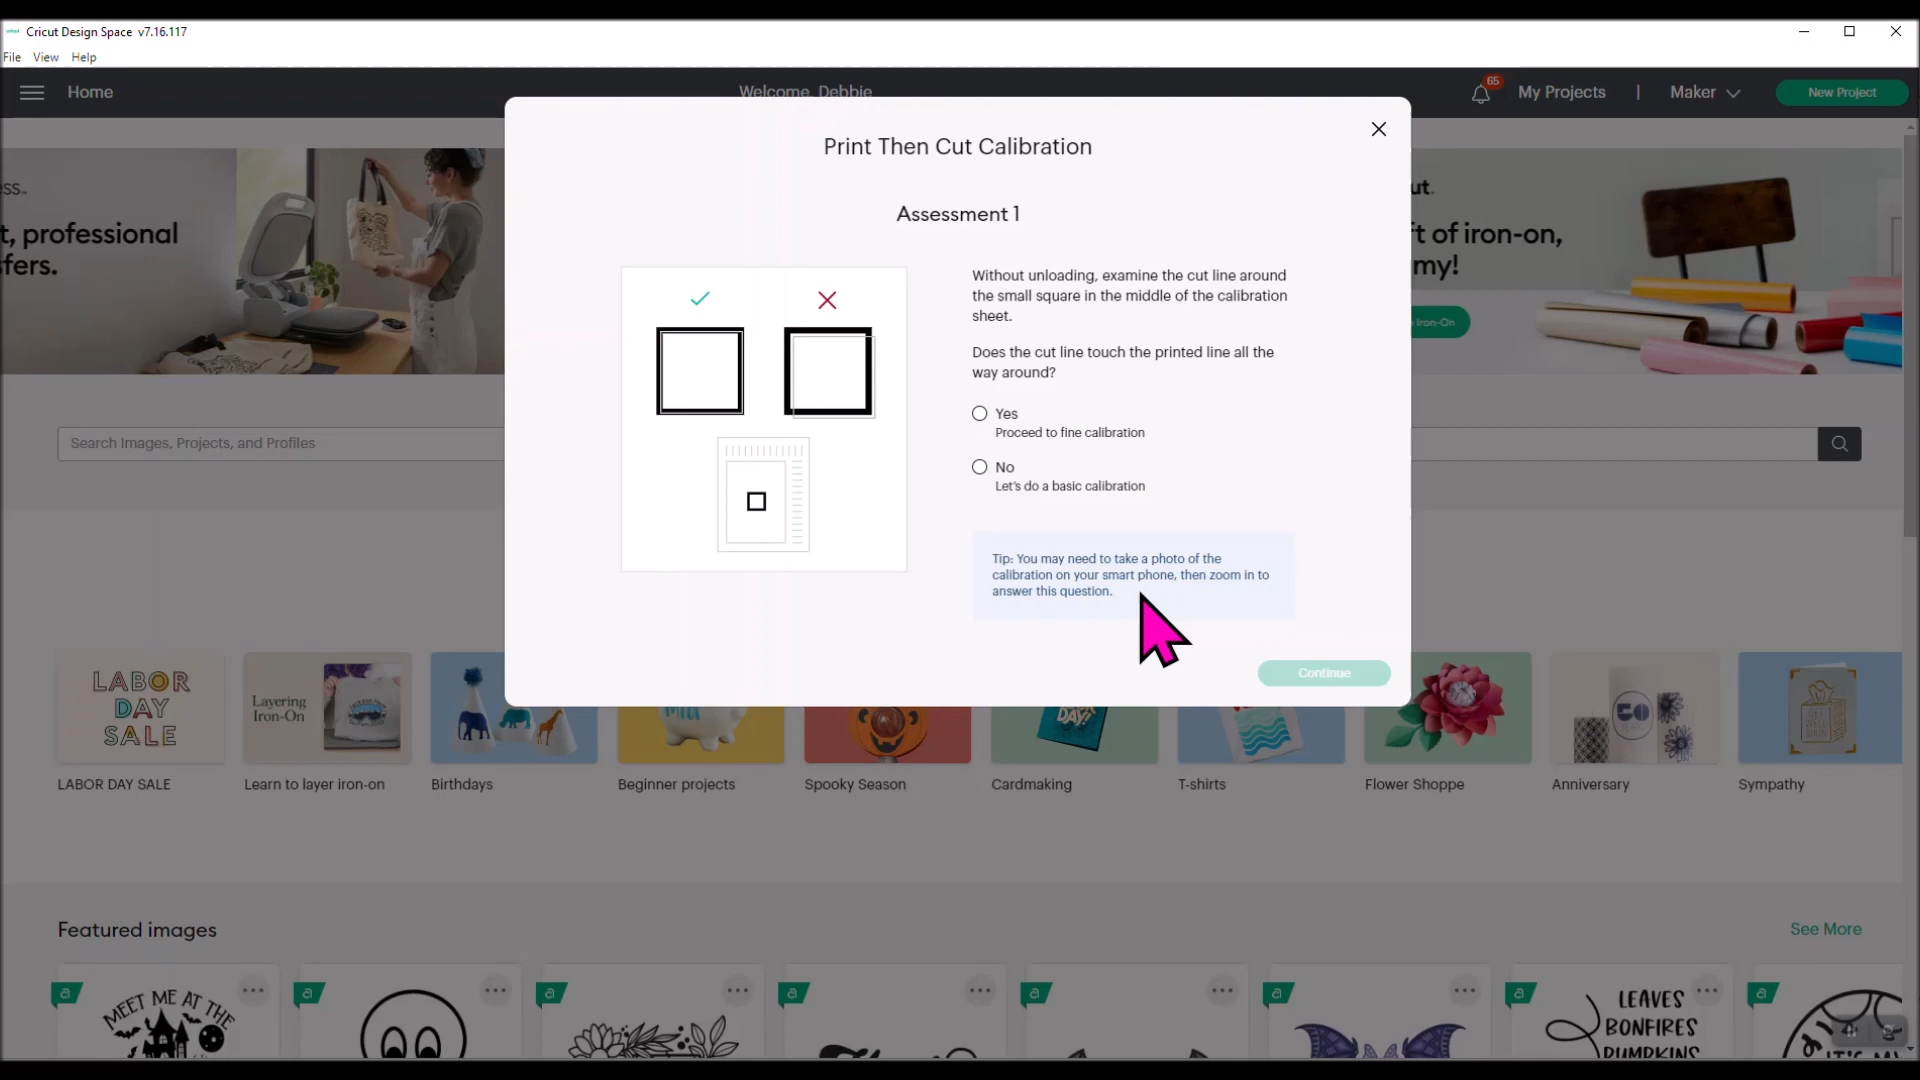 Cricut Design Space v7.16.117
File View Help
Home
Welcome, Debbie
65
My Projects | Maker
New Project
Print Then Cut Calibration
Assessment 1
Without unloading, examine the cut line around
the small square in the middle of the calibration
sheet.
Does the cut line touch the printed line all the
way around?
Yes
Proceed to fine calibration
No
Let's do a basic calibration
Tip: You may need to take a photo of the
calibration on your smart phone, then zoom in to
answer this question.
Continue
ess™
t, professional
fers.
ut.
ft of iron-on,
my!
Iron-On
Search Images, Projects, and Profiles
LABOR
DAY
SALE
Layering
Iron-On
DAY!
50
LABOR DAY SALE
Learn to layer iron-on
Birthdays
Beginner projects
Spooky Season
Cardmaking
T-shirts
Flower Shoppe
Anniversary
Sympathy
Featured images
See More
a
MEET ME AT THE
a
a
a
a
a
a
LEAVES
BONFIRES
PUMPKINS
a
IT'S MY